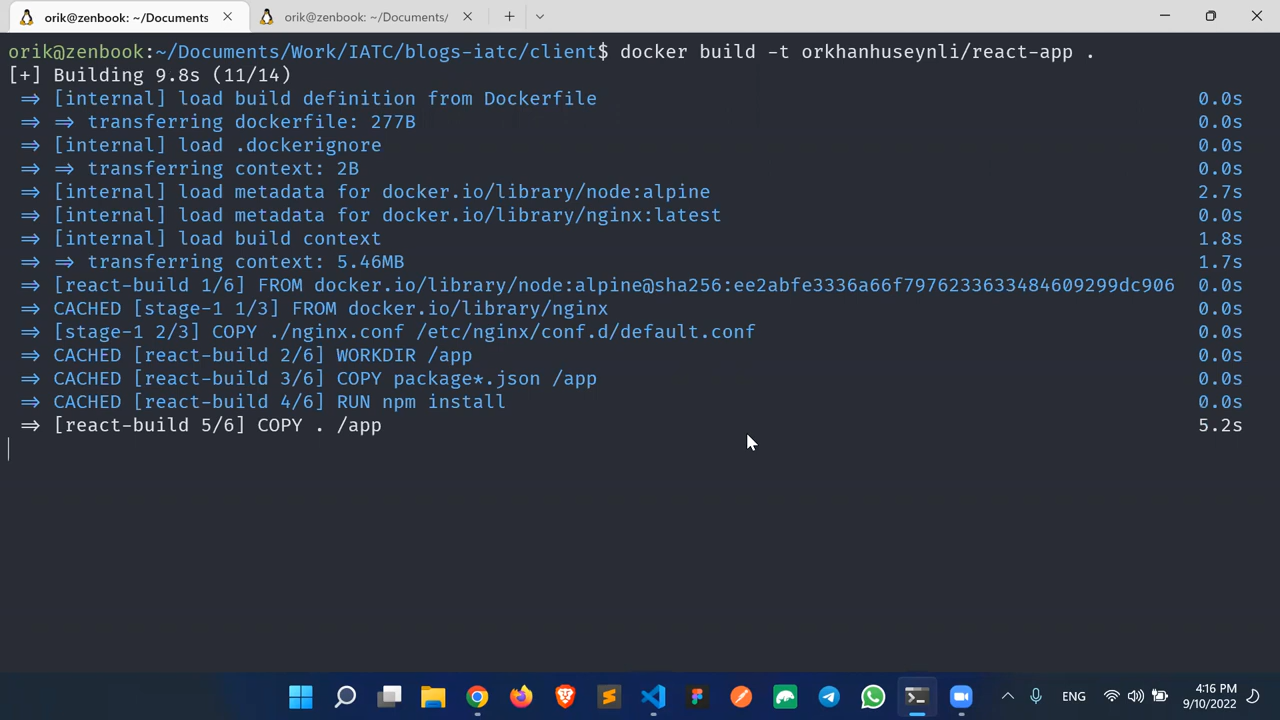 orik@zenbook: ~/Documents
orik@zenbook: ~/Documents/
orik@zenbook:~/Documents/Work/IATC/blogs-iatc/client$ docker build -t orkhanhuseynli/react-app .
[+] Building 9.8s (11/14)
=> [internal] load build definition from Dockerfile 0.0s
=> => transferring dockerfile: 277B 0.0s
=> [internal] load .dockerignore 0.0s
=> => transferring context: 2B 0.0s
=> [internal] load metadata for docker.io/library/node:alpine 2.7s
=> [internal] load metadata for docker.io/library/nginx:latest 0.0s
=> [internal] load build context 1.8s
=> => transferring context: 5.46MB 1.7s
=> [react-build 1/6] FROM docker.io/library/node:alpine@sha256:ee2abfe3336a66f7976233633484609299dc906 0.0s
=> CACHED [stage-1 1/3] FROM docker.io/library/nginx 0.0s
=> [stage-1 2/3] COPY ./nginx.conf /etc/nginx/conf.d/default.conf 0.0s
=> CACHED [react-build 2/6] WORKDIR /app 0.0s
=> CACHED [react-build 3/6] COPY package*.json /app 0.0s
=> CACHED [react-build 4/6] RUN npm install 0.0s
=> [react-build 5/6] COPY . /app 5.2s
ENG
4:16 PM
9/10/2022